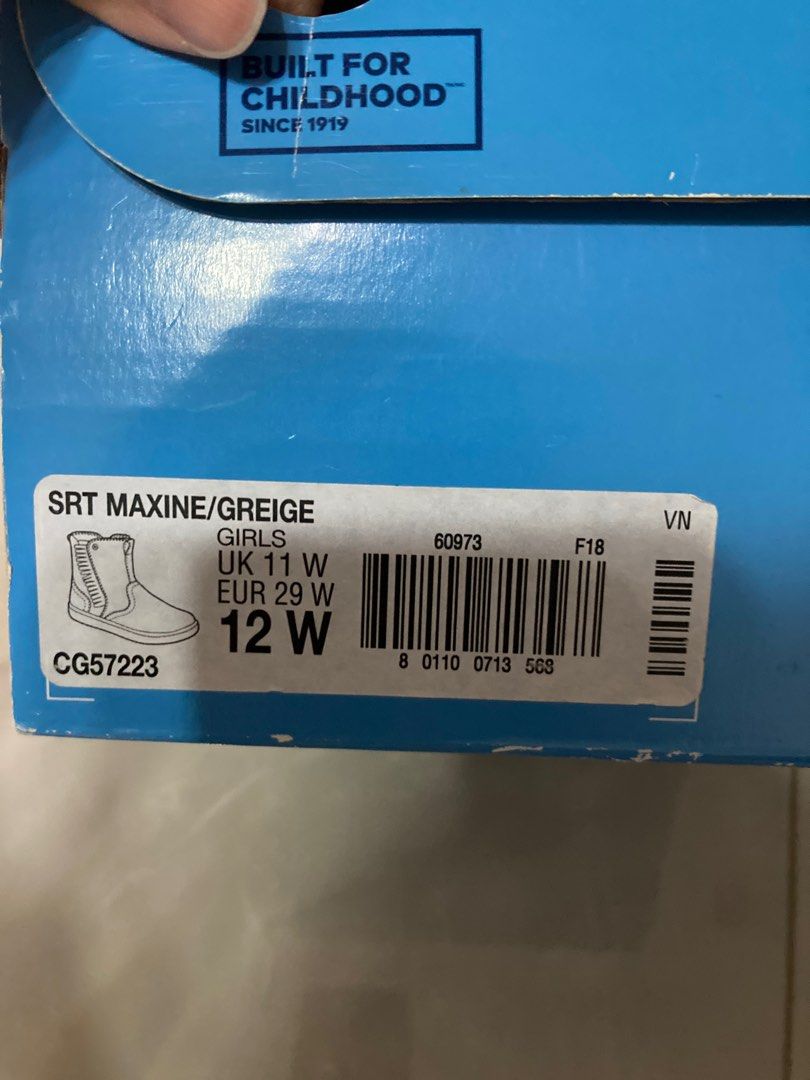 BUILT FOR
CHILDHOOD
SINCE 1919
SRT MAXINE/GREIGE
VN
GIRLS
60973
F18
UK 11 W
EUR 29 W
12 W
CG57223
8 0110 0713 568